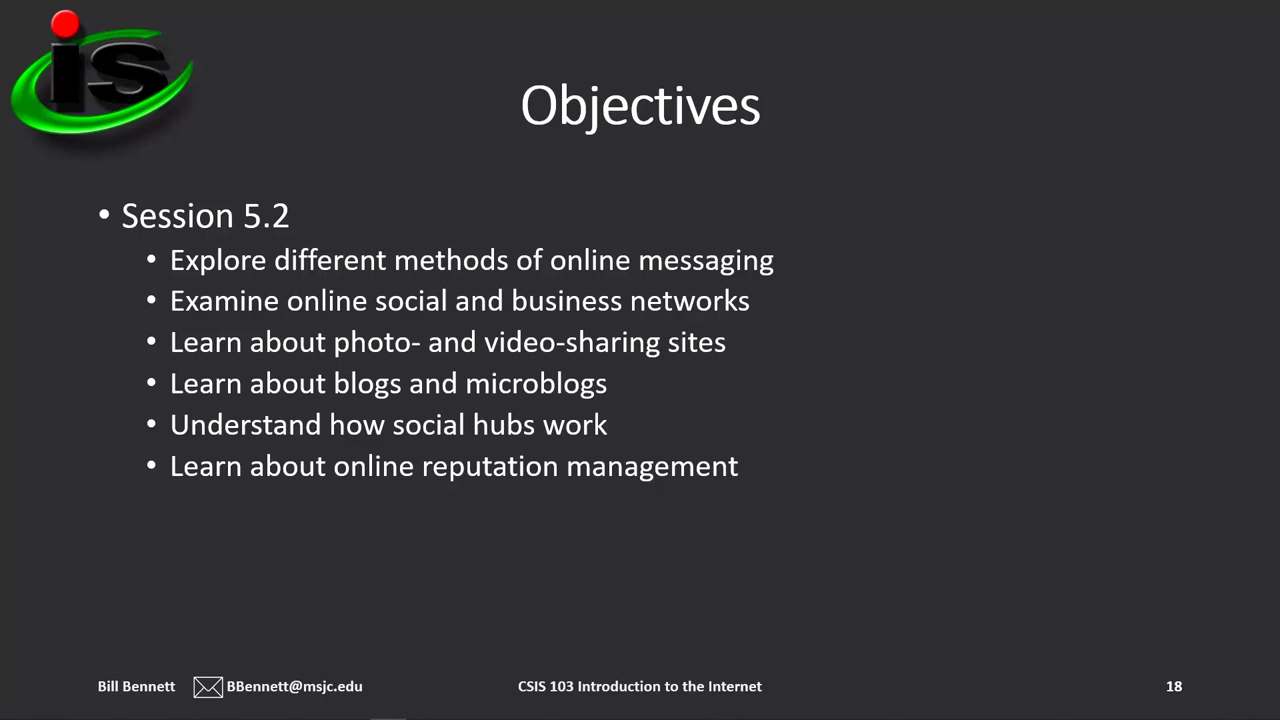 is
Objectives
• Session 5.2
• Explore different methods of online messaging
• Examine online social and business networks
• Learn about photo- and video-sharing sites
• Learn about blogs and microblogs
• Understand how social hubs work
• Learn about online reputation management
Bill Bennett BBennett@msjc.edu CSIS 103 Introduction to the Internet 18